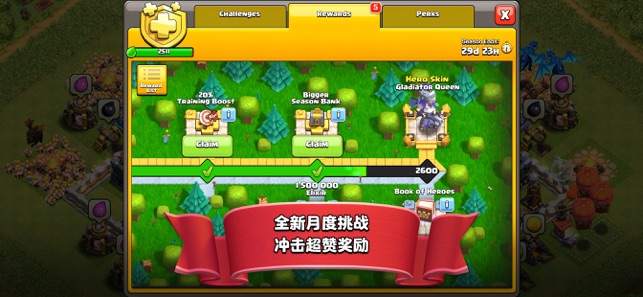 Challenges
Rewards
5
Perks
X
Season Ends:
29d 23H
Reward
list
20%
Training Boost
Claim
Bigger
Season Bank
Claim
Hero Skin
Gladiator Queen
2600
1 500 000
Elixir
Book of Heroes
全新月度挑战
冲击超赞奖励